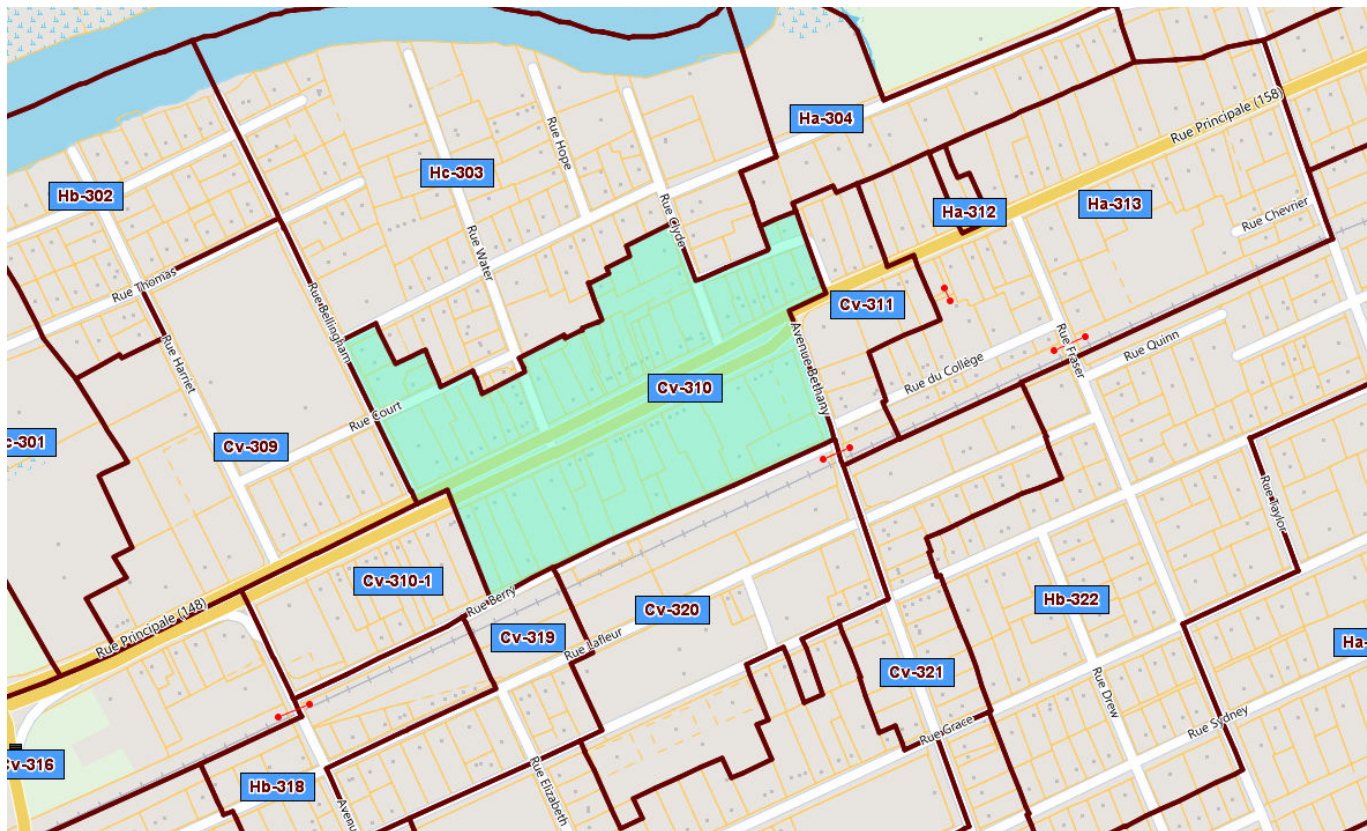 Rue Principale (158)
Ha-304
Rue Hope
Hc-303
Hb-302
Rue Clyde
Ha-312
Ha-313
Rue Chevrier
Rue Water
Rue Thomas
Rue Bellingham
Cv-311
Rue Harriet
Rue Fraser
Rue Quinn
Avenue Bethany
Rue du Collège
Cv-310
Rue Court
c-301
Cv-309
Rue Taylor
Cv-310-1
Rue Berry
Rue Principale (148)
Cv-320
Hb-322
Cv-319
Rue Lafleur
Ha-
Cv-321
Rue Drew
Rue Sydney
Rue Grace
Cv-316
Hb-318
Rue Elizabeth
Avenu